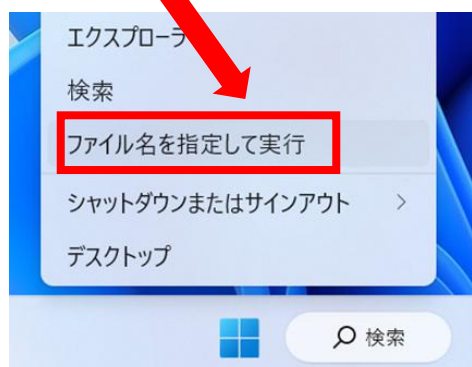 エクスプローラ
検索
ファイル名を指定して実行
シャットダウンまたはサインアウト
デスクトップ
検索